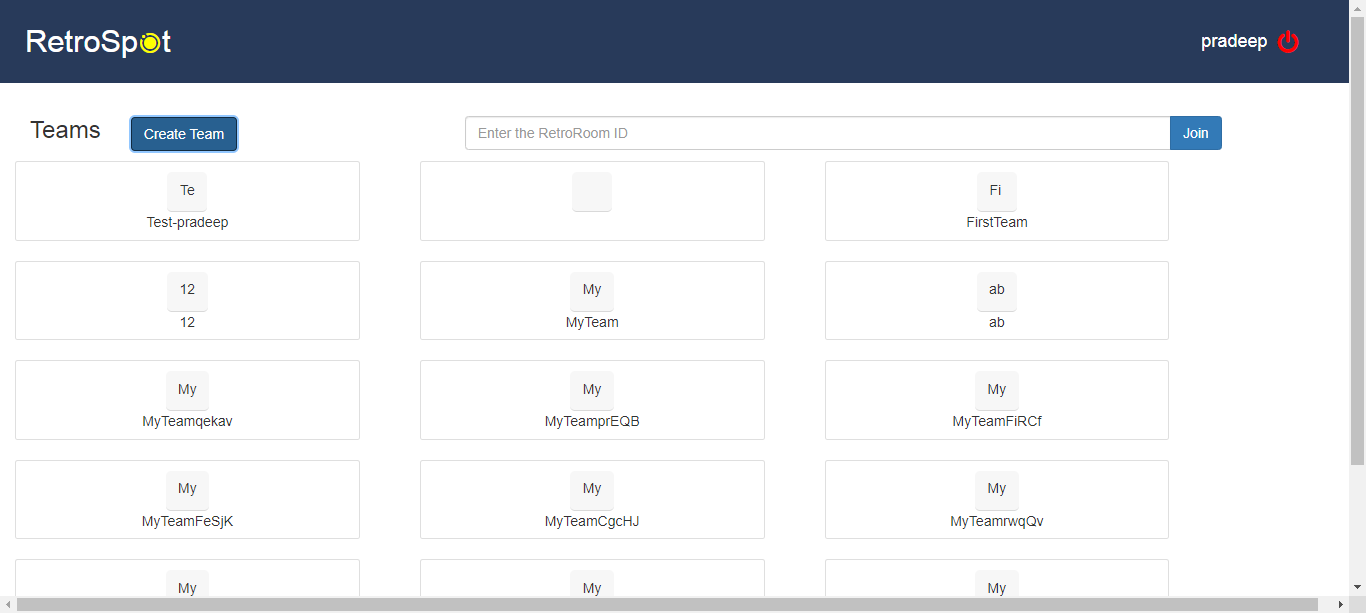 RetroSpot
pradeep
Teams
Create Team
Enter the RetroRoom ID
Join
Te
Test-pradeep
Fi
FirstTeam
12
12
My
MyTeam
ab
ab
My
MyTeamqekav
My
MyTeamprEQB
My
MyTeamFiRCf
My
MyTeamFeSjK
My
MyTeamCgcHJ
My
MyTeamrwqQv
My
My
My